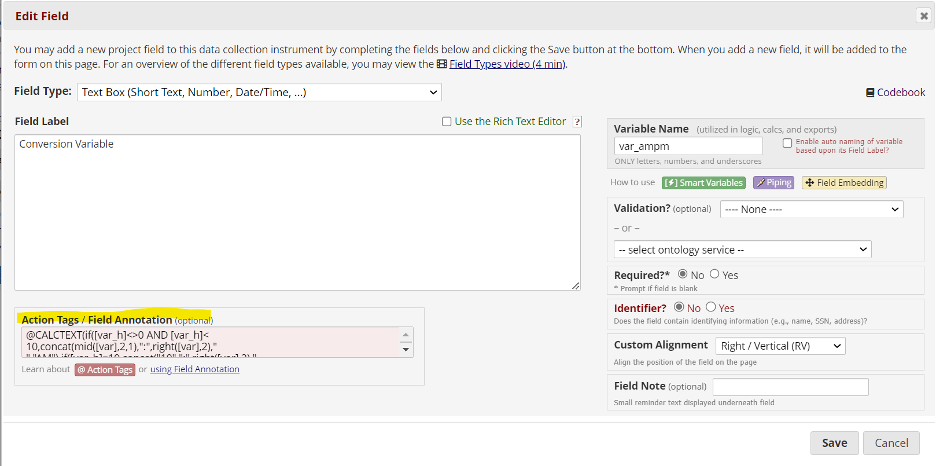 Edit Field
You may add a new project field to this data collection instrument by completing the fields below and clicking the Save button at the bottom. When you add a new field, it will be added to the
form on this page. For an overview of the different field types available, you may view the Field Types video (4 min).
Field Type: Text Box (Short Text, Number, Date/Time, ...)
Codebook
Field Label
Use the Rich Text Editor ?
Conversion Variable
Action Tags / Field Annotation (optional)
@CALCTEXT(if([var_h]<>0 AND [var_h]<
10,concat(mid([var],2,1),":",right([var],2),"
Learn about @ Action Tags or using Field Annotation
Variable Name (utilized in logic, calcs, and exports)
var_ampm
Enable auto naming of variable
based upon its Field Label?
ONLY letters, numbers, and underscores
How to use Smart Variables Piping Field Embedding
Validation? (optional) ---- None ----
-- or --
-- select ontology service --
Required?* No Yes
* Prompt if field is blank
Identifier? No Yes
Does the field contain identifying information (e.g., name, SSN, address)?
Custom Alignment Right / Vertical (RV)
Align the position of the field on the page
Field Note (optional)
Small reminder text displayed underneath field
Save Cancel